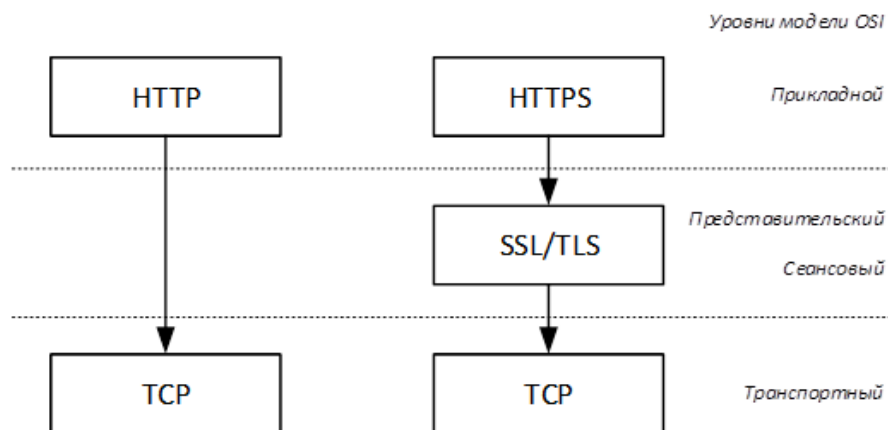 Уровни модели OSI
HTTP
HTTPS
Прикладной
SSL/TLS
Представительский
Сеансовый
TCP
TCP
Транспортный